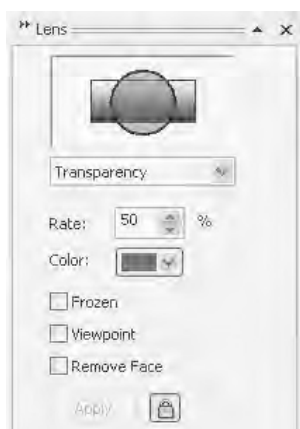 Lens
Transparency
Rate: 50 %
Color:
Frozen
Viewpoint
Remove Face
Apply